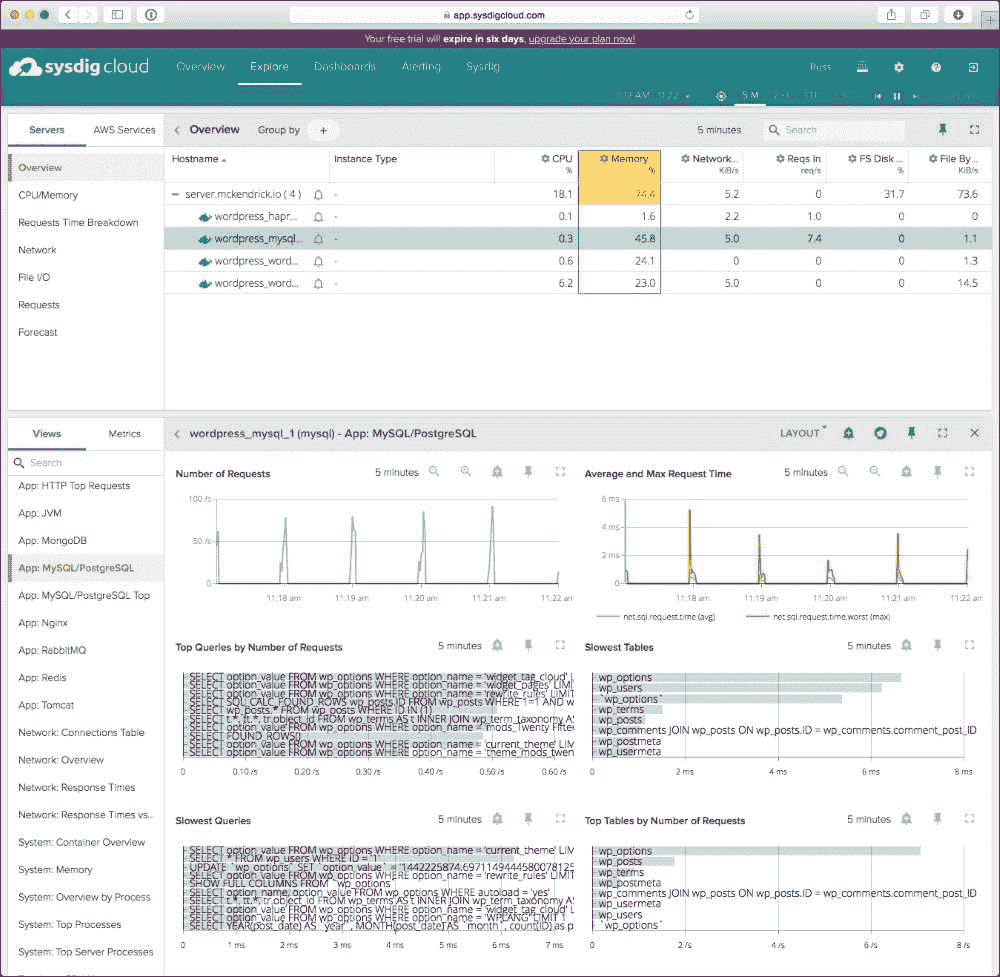 app.sysdigcloud.com
Your free trial will expire in six days, upgrade your plan now!
sysdig cloud Overview Explore Dashboards Alerting Sysdig Russ
5 M
Servers AWS Services Overview Group by + 5 minutes Search
Hostname Instance Type CPU % Memory % Network... KiB/s Reqs In req/s FS Disk ... % File By... KiB/s
server.mckendrick.io ( 4 ) - 18.1 74.4 5.2 0 31.7 73.6
wordpress_hapr... - 0.1 1.6 2.2 1.0 0 0
wordpress_mysql... - 0.3 45.8 5.0 7.4 0 1.1
wordpress_word... - 0.6 24.1 0 0 0 1.3
wordpress_word... - 6.2 23.0 5.0 0 0 14.5
Overview
CPU/Memory
Requests Time Breakdown
Network
File I/O
Requests
Forecast
Views Metrics
Search
App: HTTP Top Requests
App: JVM
App: MongoDB
App: MySQL/PostgreSQL
App: MySQL/PostgreSQL Top
App: Nginx
App: RabbitMQ
App: Redis
App: Tomcat
Network: Connections Table
Network: Overview
Network: Response Times
Network: Response Times vs...
System: Container Overview
System: Memory
System: Overview by Process
System: Top Processes
System: Top Server Processes
wordpress_mysql_1 (mysql) - App: MySQL/PostgreSQL LAYOUT
Number of Requests 5 minutes
100 /s
50 /s
0
11:18 am 11:19 am 11:20 am 11:21 am 11:22 am
Average and Max Request Time 5 minutes
6 ms
4 ms
2 ms
0
11:18 am 11:19 am 11:20 am 11:21 am 11:22 am
net.sql.request.time (avg) net.sql.request.time.worst (max)
Top Queries by Number of Requests 5 minutes
SELECT option_value FROM wp_options WHERE option_name = 'widget_tag_cloud' L
SELECT option_value FROM wp_options WHERE option_name = 'widget_pages' LIMIT
SELECT option_value FROM wp_options WHERE option_name = 'rewrite_rules' LIMIT
SELECT SQL_CALC_FOUND_ROWS wp_posts.ID FROM wp_posts WHERE 1=1 AND w
SELECT wp_posts.* FROM wp_posts WHERE ID IN (1)
SELECT t.*, tt.*, tr.object_id FROM wp_terms AS t INNER JOIN wp_term_taxonomy AS
SELECT option_value FROM wp_options WHERE option_name = 'mods_Twenty Fiftee
SELECT FOUND_ROWS()
SELECT option_value FROM wp_options WHERE option_name = 'current_theme' LIM
SELECT option_value FROM wp_options WHERE option_name = 'theme_mods_twen
0 0.10 /s 0.20 /s 0.30 /s 0.40 /s 0.50 /s 0.60 /s
Slowest Tables 5 minutes
wp_options
wp_users
`wp_options`
wp_terms
wp_posts
wp_comments JOIN wp_posts ON wp_posts.ID = wp_comments.comment_post_ID
wp_postmeta
wp_usermeta
0 2 ms 4 ms 6 ms 8 ms
Slowest Queries 5 minutes
SELECT option_value FROM wp_options WHERE option_name = 'current_theme' LIM
SELECT * FROM wp_users WHERE ID = '1'
UPDATE `wp_options` SET `option_value` = '1442225874.6971149444580078125
SELECT option_value FROM wp_options WHERE option_name = 'rewrite_rules' LIMIT
SHOW FULL COLUMNS FROM `wp_options`
SELECT option_name, option_value FROM wp_options WHERE autoload = 'yes'
SELECT t.*, tt.*, tr.object_id FROM wp_terms AS t INNER JOIN wp_term_taxonomy AS
SELECT option_value FROM wp_options WHERE option_name = 'widget_tag_cloud' L
SELECT option_value FROM wp_options WHERE option_name = 'WPLANG' LIMIT 1
SELECT YEAR(post_date) AS `year`, MONTH(post_date) AS `month`, count(ID) as p
0 1 ms 2 ms 3 ms 4 ms 5 ms 6 ms 7 ms
Top Tables by Number of Requests 5 minutes
wp_options
wp_posts
wp_terms
wp_postmeta
wp_comments JOIN wp_posts ON wp_posts.ID = wp_comments.comment_post_ID
wp_usermeta
wp_users
`wp_options`
0 2 /s 4 /s 6 /s 8 /s